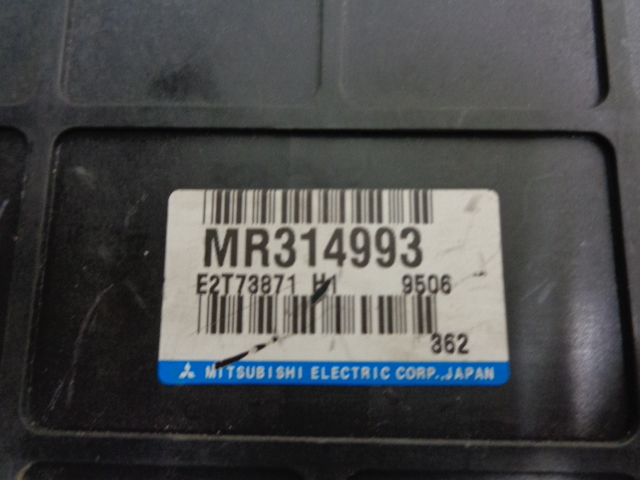 MR314993
E2T73871 H1 9506
362
MITSUBISHI ELECTRIC CORP.,JAPAN